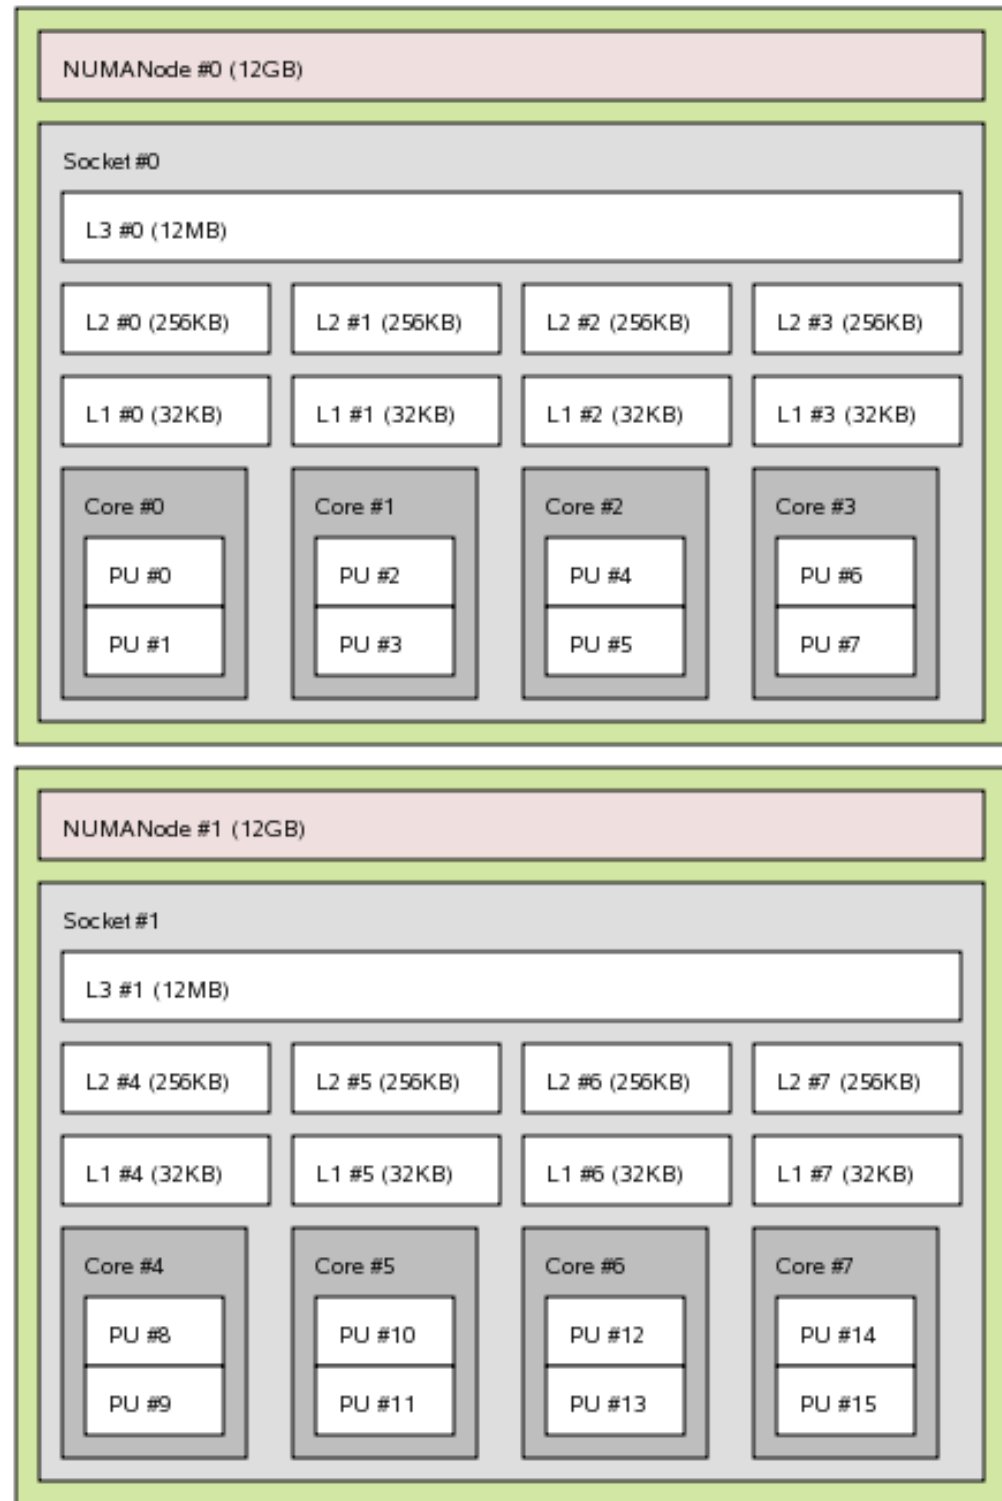 NUMANode #0 (12GB)
Socket #0
L3 #0 (12MB)
L2 #0 (256KB) L2 #1 (256KB) L2 #2 (256KB) L2 #3 (256KB)
L1 #0 (32KB) L1 #1 (32KB) L1 #2 (32KB) L1 #3 (32KB)
Core #0 Core #1 Core #2 Core #3
PU #0 PU #2 PU #4 PU #6
PU #1 PU #3 PU #5 PU #7
NUMANode #1 (12GB)
Socket #1
L3 #1 (12MB)
L2 #4 (256KB) L2 #5 (256KB) L2 #6 (256KB) L2 #7 (256KB)
L1 #4 (32KB) L1 #5 (32KB) L1 #6 (32KB) L1 #7 (32KB)
Core #4 Core #5 Core #6 Core #7
PU #8 PU #10 PU #12 PU #14
PU #9 PU #11 PU #13 PU #15